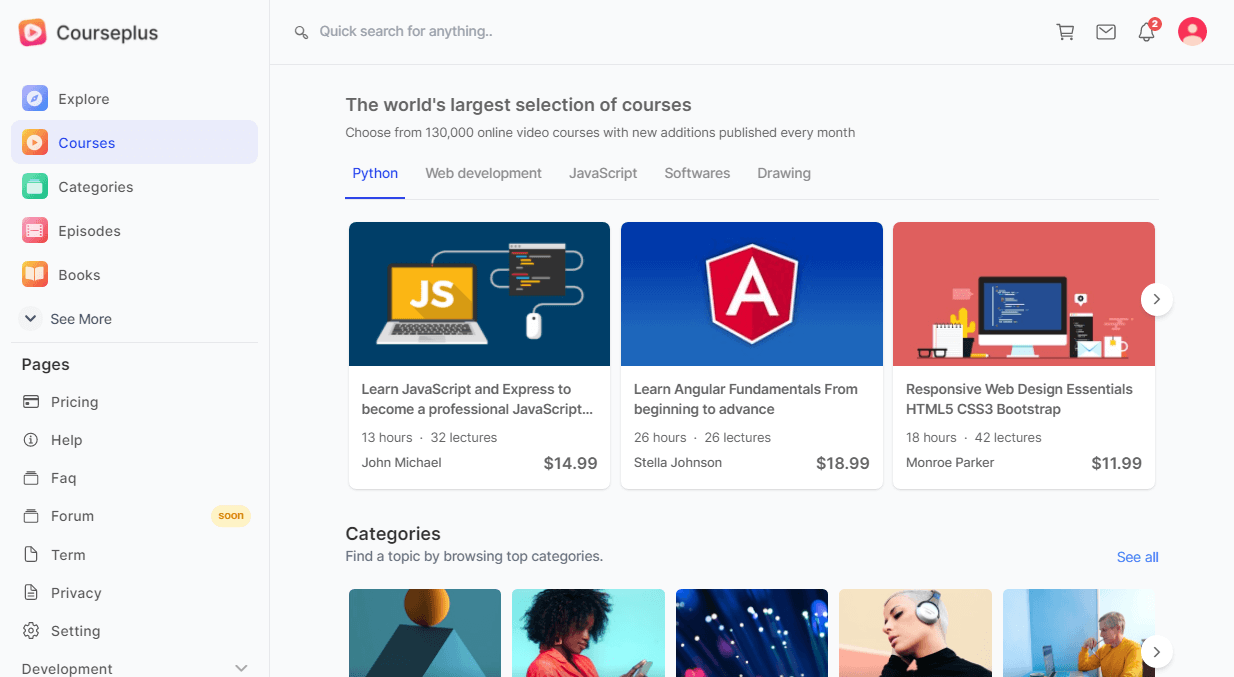 Courseplus
Quick search for anything..
2
Explore
Courses
Categories
Episodes
Books
See More
Pages
Pricing
Help
Faq
Forum
soon
Term
Privacy
Setting
Development
The world's largest selection of courses
Choose from 130,000 online video courses with new additions published every month
Python
Web development
JavaScript
Softwares
Drawing
JS
Learn JavaScript and Express to
become a professional JavaScript...
13 hours · 32 lectures
John Michael
$14.99
A
Learn Angular Fundamentals From
beginning to advance
26 hours · 26 lectures
Stella Johnson
$18.99
Responsive Web Design Essentials
HTML5 CSS3 Bootstrap
18 hours · 42 lectures
Monroe Parker
$11.99
Categories
Find a topic by browsing top categories.
See all